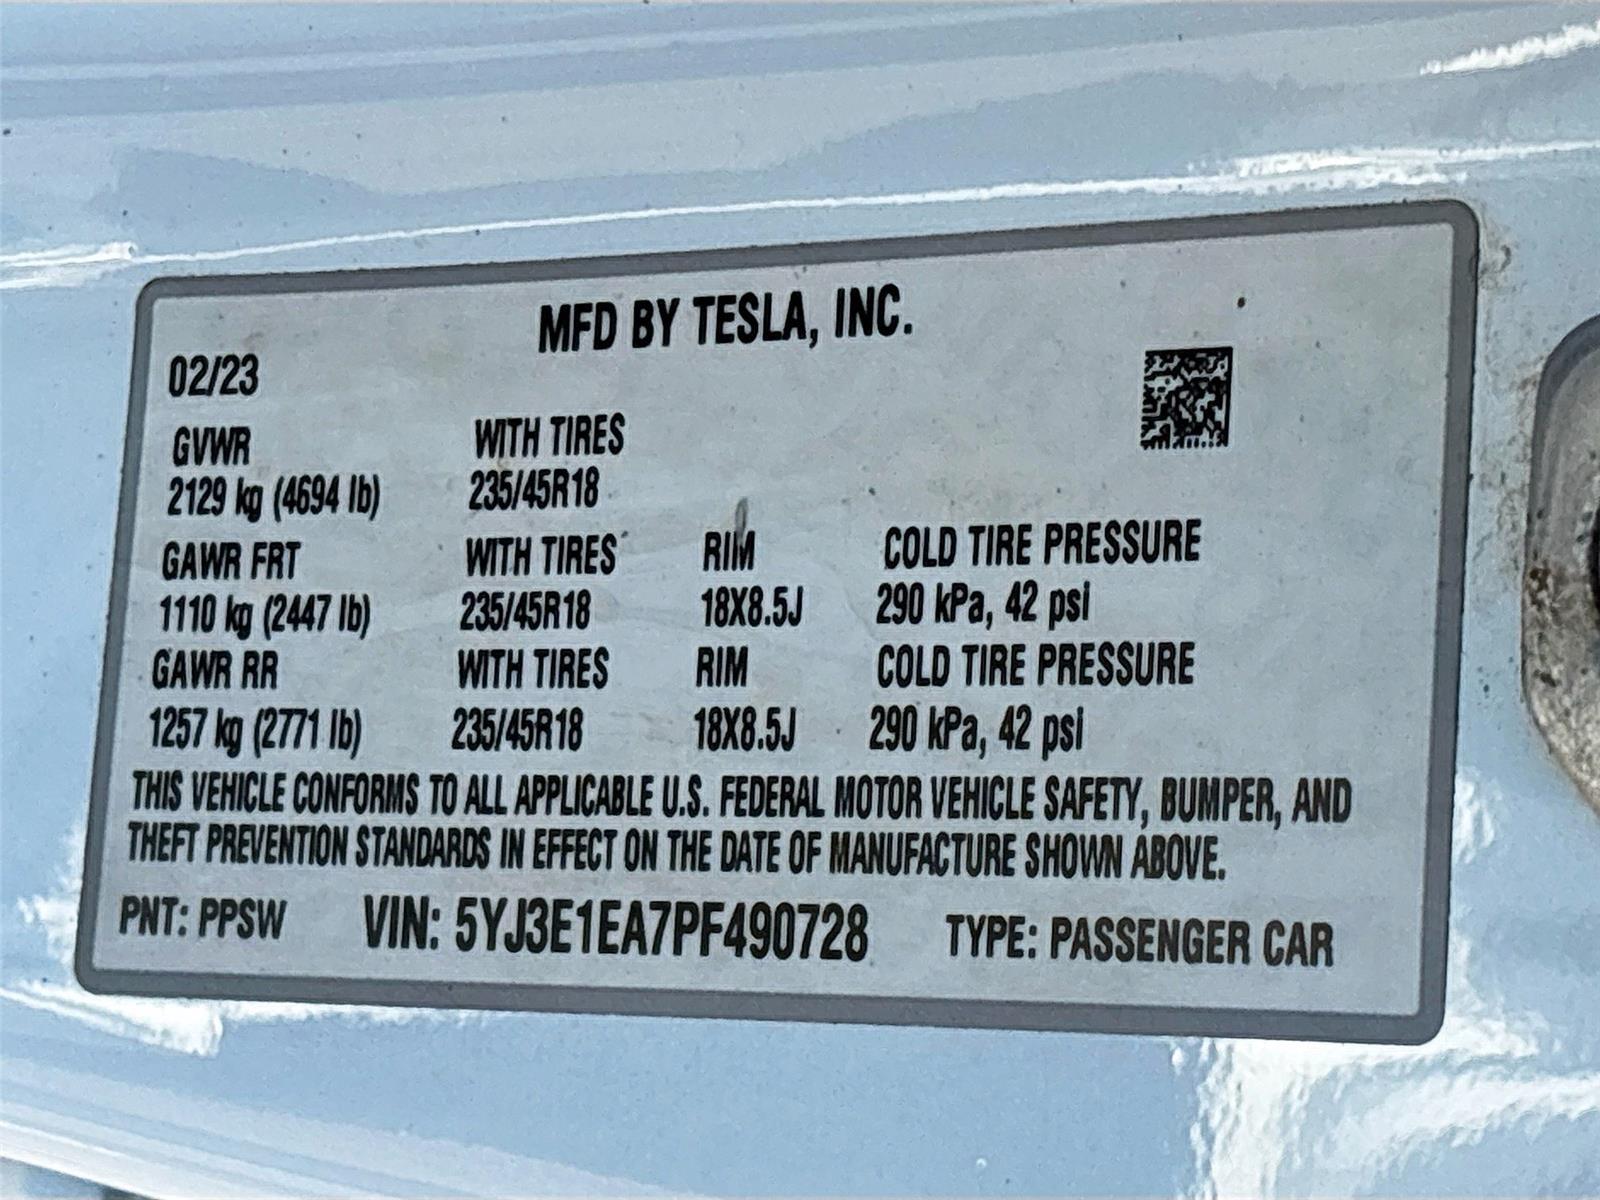 MFD BY TESLA, INC.
02/23
GVWR WITH TIRES
2129 kg (4694 lb) 235/45R18
GAWR FRT WITH TIRES RIM COLD TIRE PRESSURE
1110 kg (2447 lb) 235/45R18 18X8.5J 290 kPa, 42 psi
GAWR RR WITH TIRES RIM COLD TIRE PRESSURE
1257 kg (2771 lb) 235/45R18 18X8.5J 290 kPa, 42 psi
THIS VEHICLE CONFORMS TO ALL APPLICABLE U.S. FEDERAL MOTOR VEHICLE SAFETY, BUMPER, AND
THEFT PREVENTION STANDARDS IN EFFECT ON THE DATE OF MANUFACTURE SHOWN ABOVE.
PNT: PPSW VIN: 5YJ3E1EA7PF490728 TYPE: PASSENGER CAR